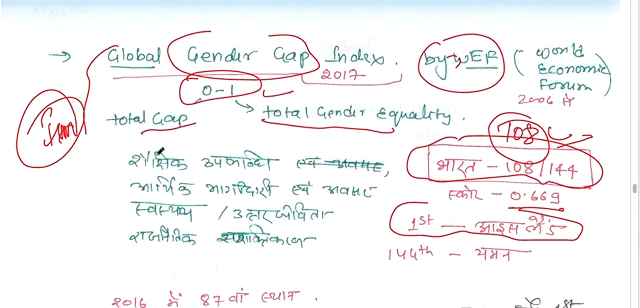 → Global Gender Gap Index. by WEF (World Economic Forum
2017
2006 से
0-1
Total Gap → Total Gender Equality.
108
शैक्षिक उपलब्धि एवं अवसर,
भारत - 108/144
आर्थिक भागीदारी एवं अवसर
स्कोर - 0.669
स्वास्थ्य / उत्तरजीविता
1st - आइसलैंड
राजनीतिक सशक्तिकरण
144th - यमन
2016 में 87 वां स्थान.